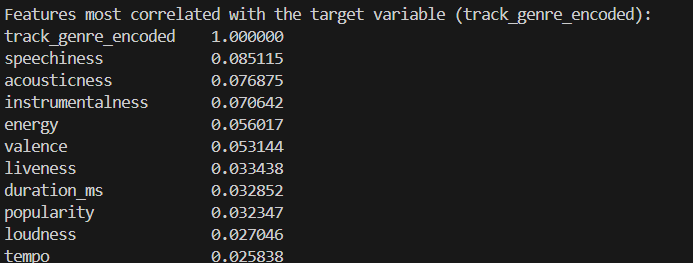 Features most correlated with the target variable (track_genre_encoded):
track_genre_encoded    1.000000
speechiness            0.085115
acousticness           0.076875
instrumentalness       0.070642
energy                 0.056017
valence                0.053144
liveness               0.033438
duration_ms            0.032852
popularity             0.032347
loudness               0.027046
tempo                  0.025838